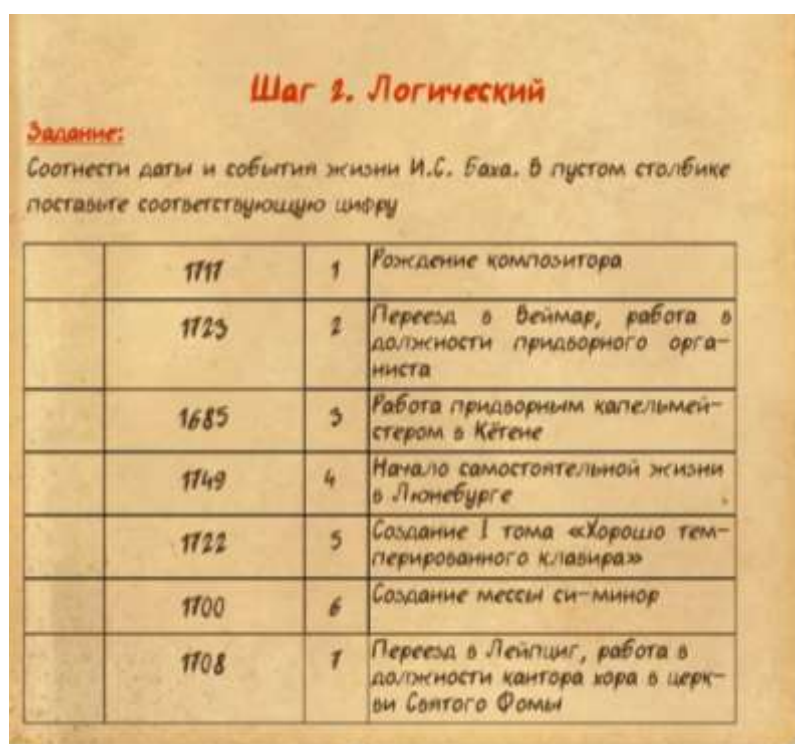 Шаг 2. Логический
Задание:
Соотнести даты и события жизни И.С. Баха. В пустом столбике
поставьте соответствующую цифру
1717 1 Рождение композитора
1723 2 Переезд в Веймар, работа в
должности придворного орга-
ниста
1685 3 Работа придворным капельмей-
стером в Кётене
1749 4 Начало самостоятельной жизни
в Люнебурге
1722 5 Создание I тома «Хорошо тем-
перированного клавира»
1700 6 Создание мессы си-минор
1708 7 Переезд в Лейпциг, работа в
должности кантора хора в церк-
ви Святого Фомы